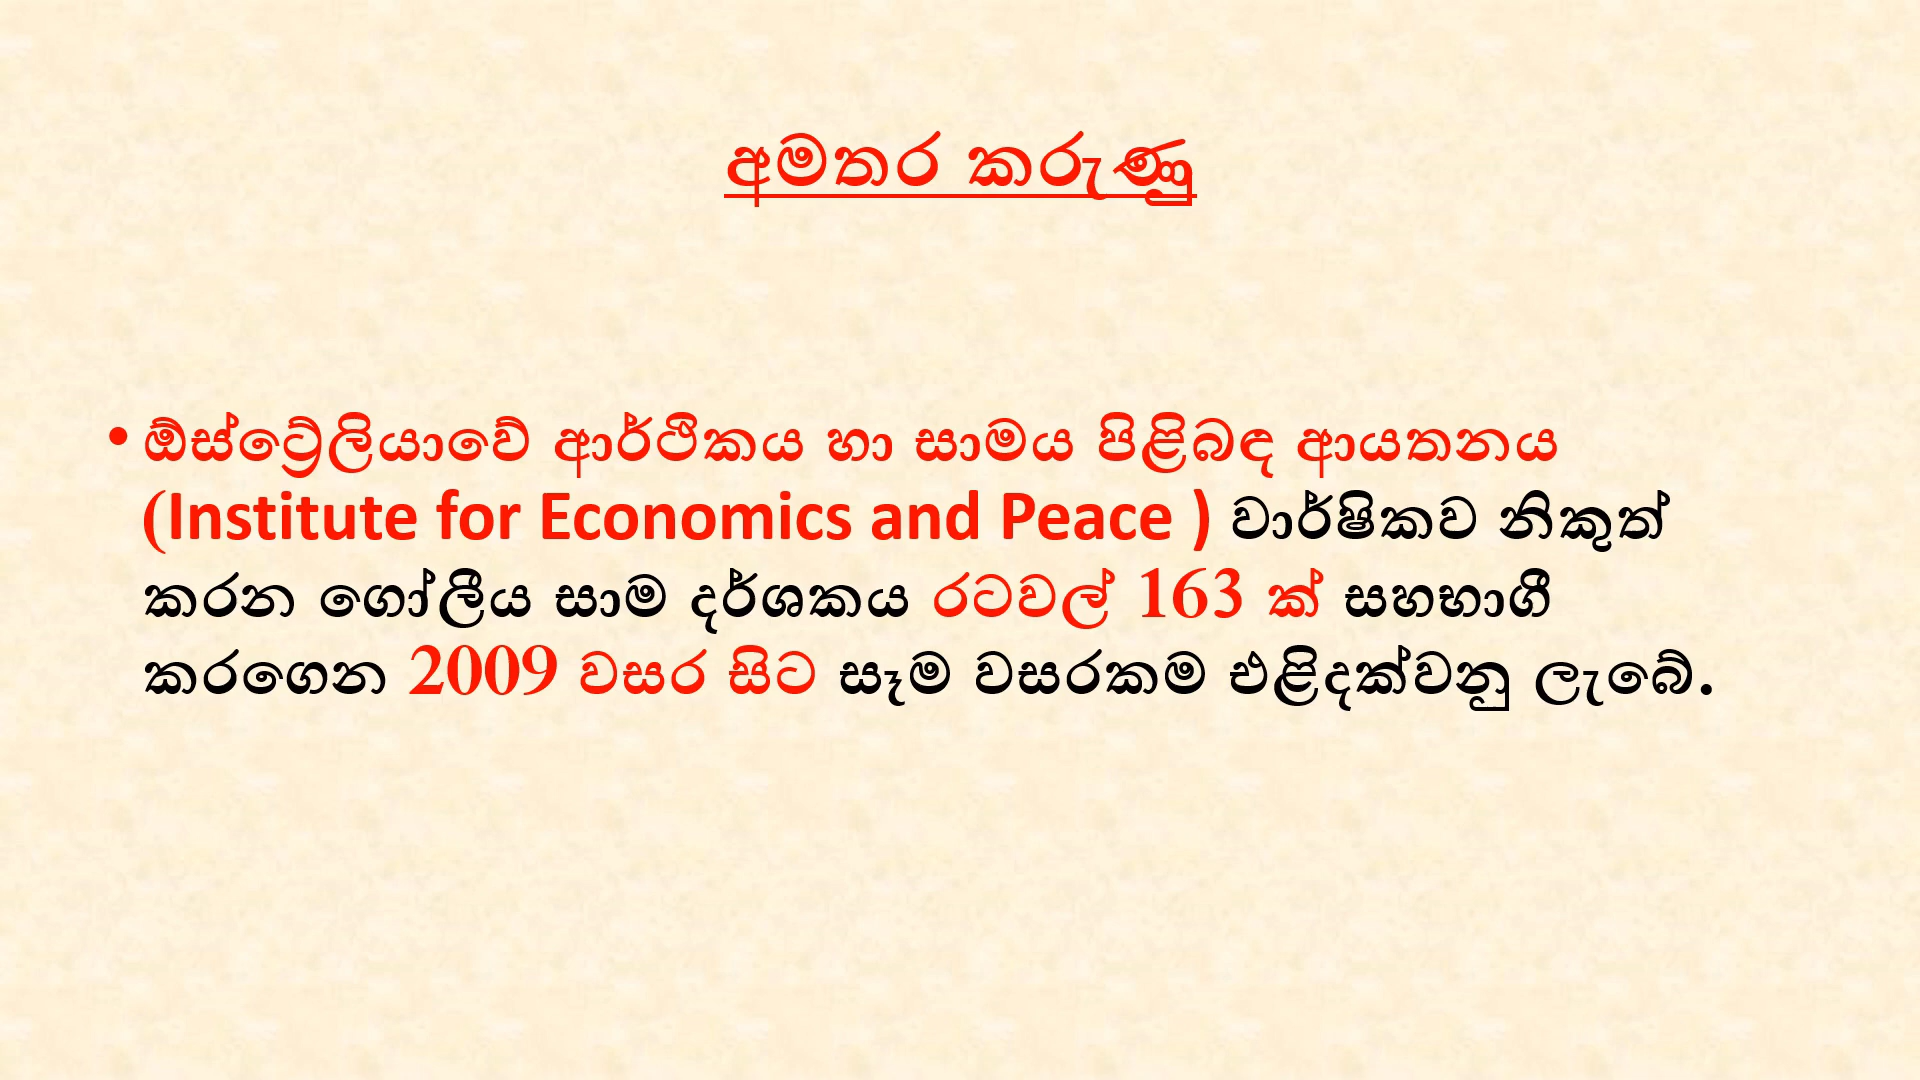 අමතර කරුණු
• ඕස්ට්‍රේලියාවේ ආර්ථිකය හා සාමය පිළිබඳ ආයතනය
(Institute for Economics and Peace ) වාර්ෂිකව නිකුත්
කරන ගෝලීය සාම දර්ශකය රටවල් 163 ක් සහභාගී
කරගෙන 2009 වසර සිට සෑම වසරකම එළිදක්වනු ලැබේ.